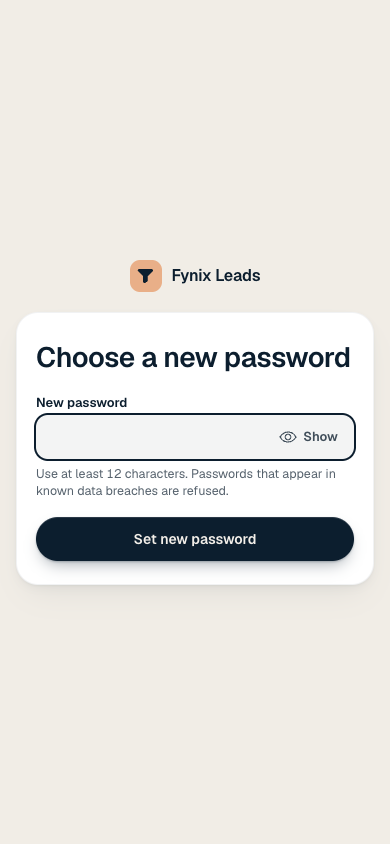 Fynix Leads
Choose a new password
New password
Show
Use at least 12 characters. Passwords that appear in
known data breaches are refused.
Set new password